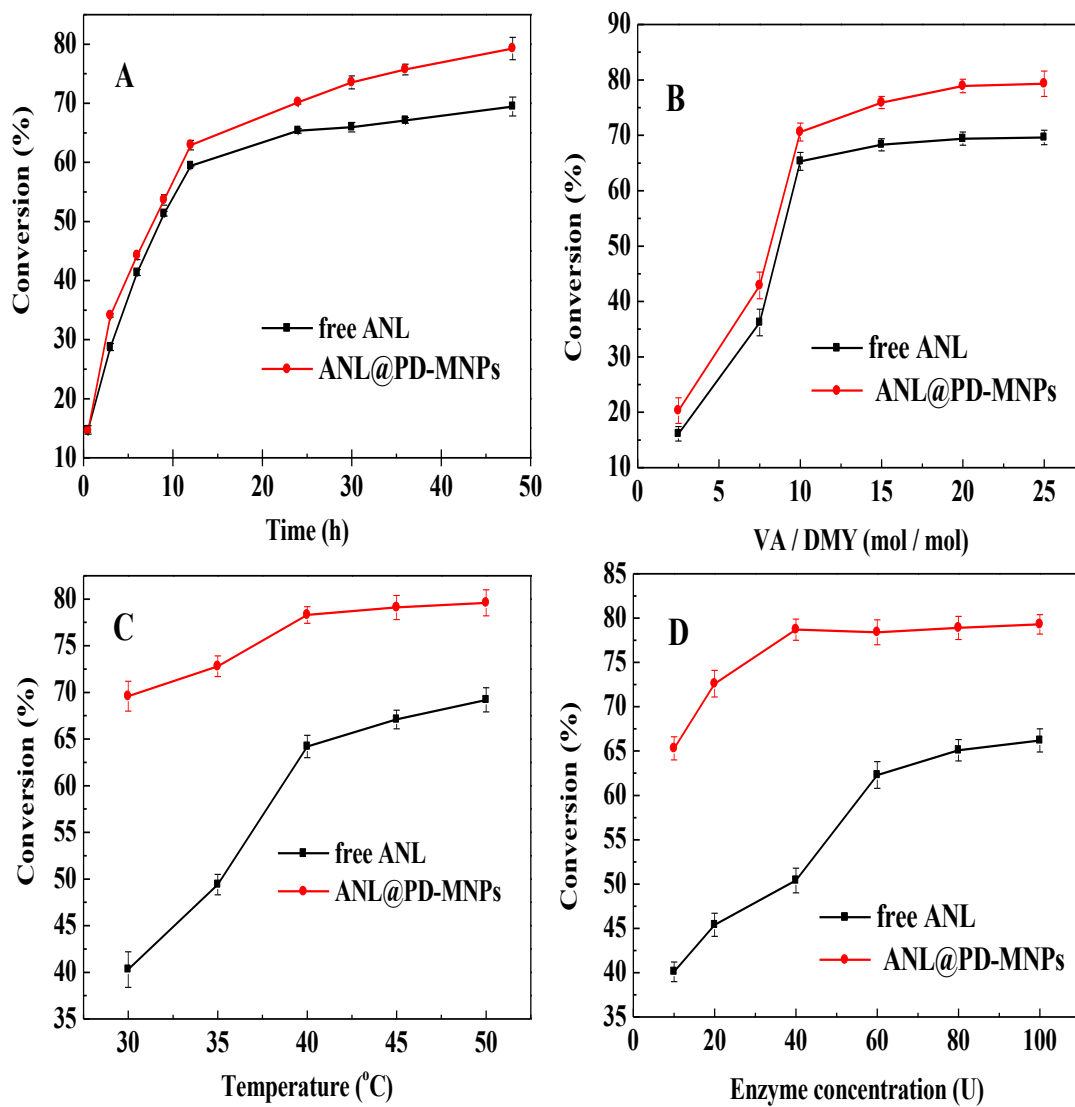 A
Conversion (%)
80
70
60
50
40
30
20
10
free ANL
ANL@PD-MNPs
0 10 20 30 40 50
Time (h)
B
Conversion (%)
90
80
70
60
50
40
30
20
10
free ANL
ANL@PD-MNPs
0 5 10 15 20 25
VA / DMY (mol / mol)
C
Conversion (%)
80
75
70
65
60
55
50
45
40
35
free ANL
ANL@PD-MNPs
30 35 40 45 50
Temperature (°C)
D
Conversion (%)
85
80
75
70
65
60
55
50
45
40
35
free ANL
ANL@PD-MNPs
20 40 60 80 100
Enzyme concentration (U)